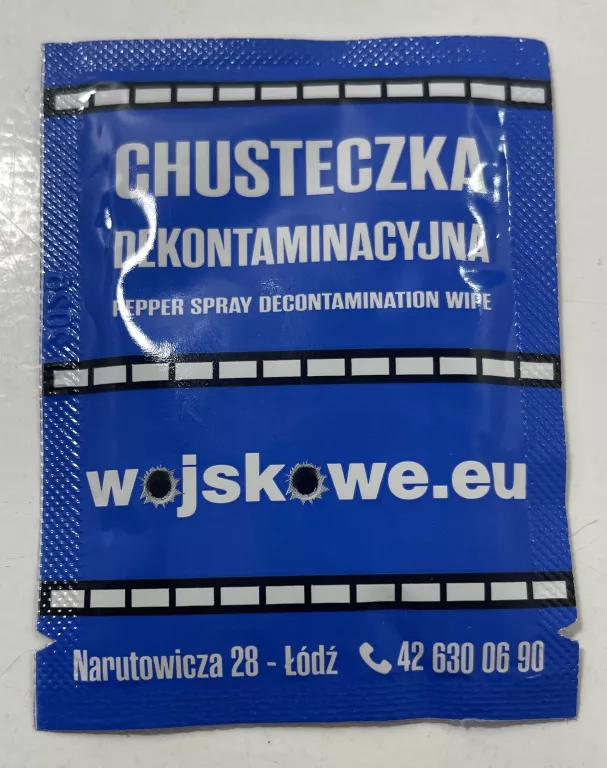 CHUSTECZKA
DEKONTAMINACYJNA
PEPPER SPRAY DECONTAMINATION WIPE
wojskowe.eu
Narutowicza 28 - Łódź 42 630 06 90